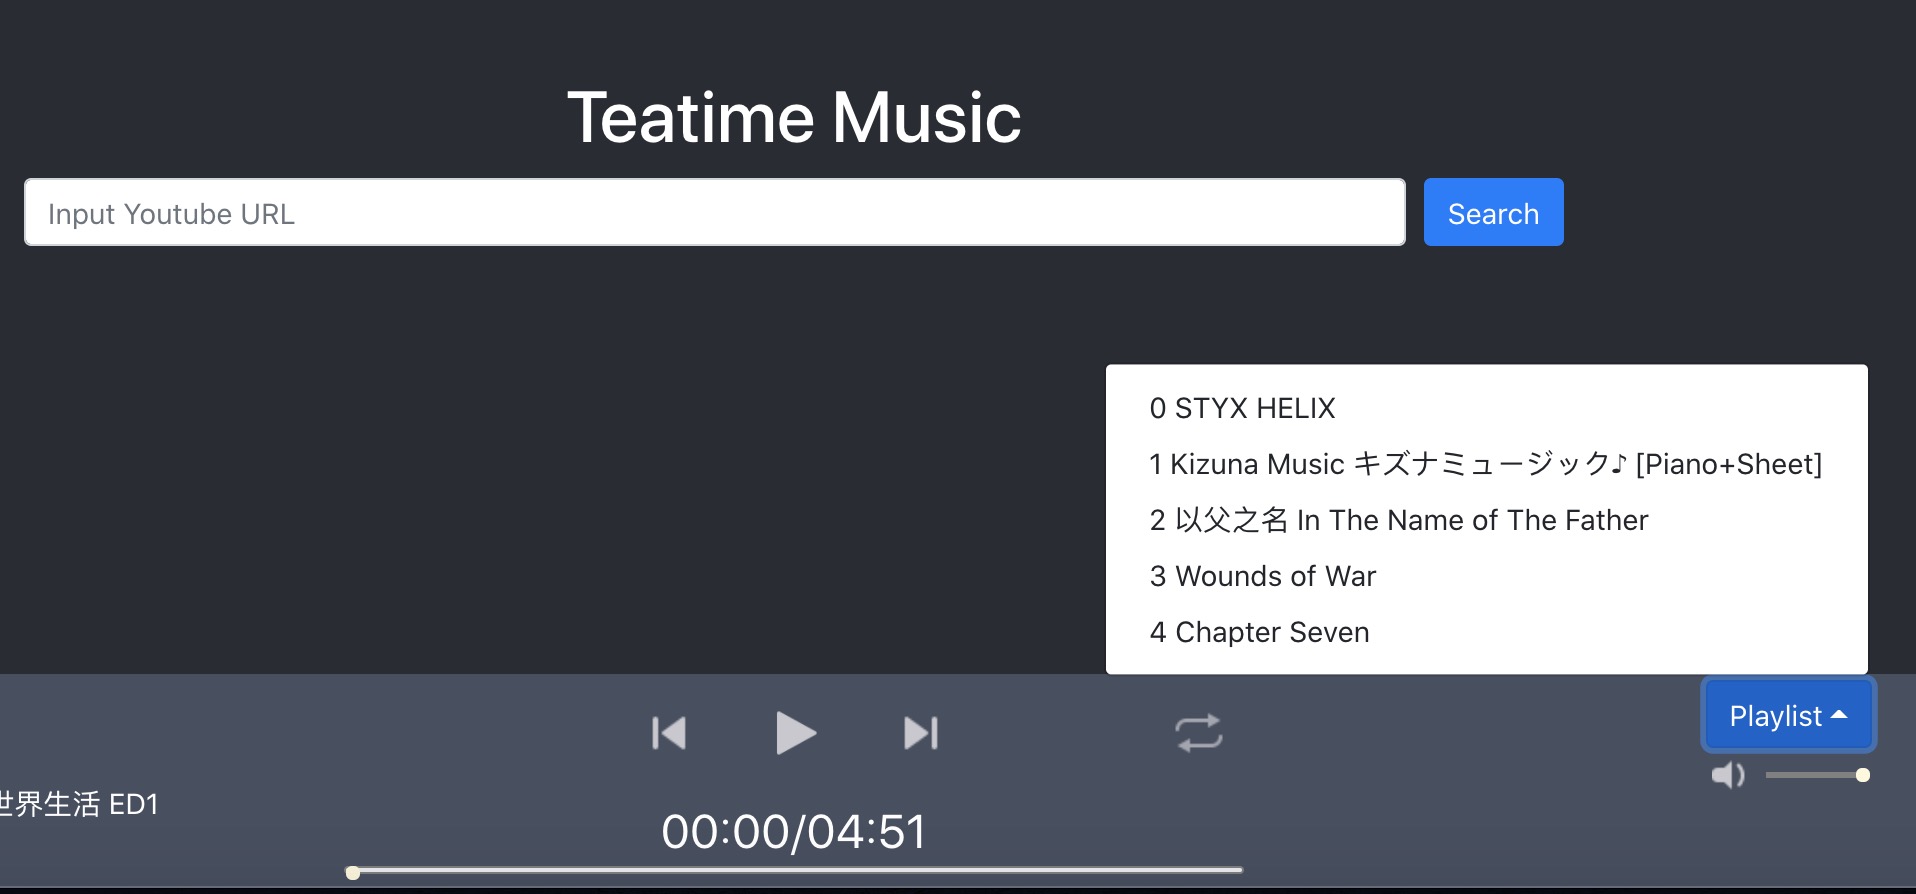 Teatime Music
Input Youtube URL
Search
0 STYX HELIX
1 Kizuna Music キズナミュージック♪ [Piano+Sheet]
2 以父之名 In The Name of The Father
3 Wounds of War
4 Chapter Seven
Playlist
世界生活 ED1
00:00/04:51